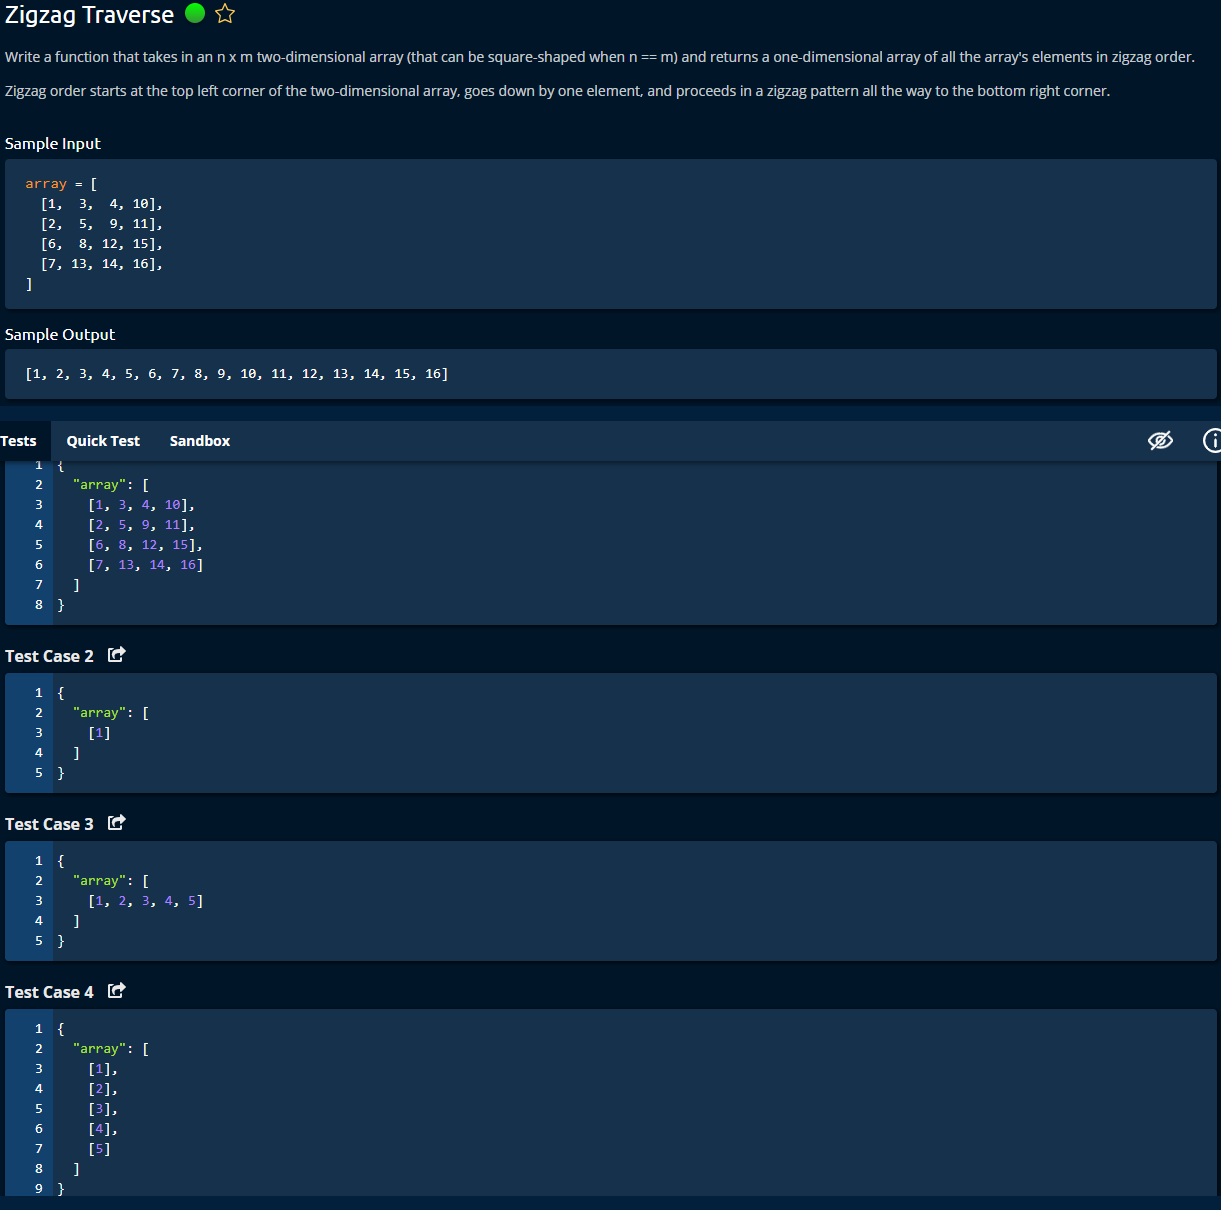 Zigzag Traverse
Write a function that takes in an n x m two-dimensional array (that can be square-shaped when n == m) and returns a one-dimensional array of all the array's elements in zigzag order.
Zigzag order starts at the top left corner of the two-dimensional array, goes down by one element, and proceeds in a zigzag pattern all the way to the bottom right corner.
Sample Input
array = [
  [1,  3,  4, 10],
  [2,  5,  9, 11],
  [6,  8, 12, 15],
  [7, 13, 14, 16],
]
Sample Output
[1, 2, 3, 4, 5, 6, 7, 8, 9, 10, 11, 12, 13, 14, 15, 16]
Tests Quick Test Sandbox
1 {
2   "array": [
3     [1, 3, 4, 10],
4     [2, 5, 9, 11],
5     [6, 8, 12, 15],
6     [7, 13, 14, 16]
7   ]
8 }
Test Case 2
1 {
2   "array": [
3     [1]
4   ]
5 }
Test Case 3
1 {
2   "array": [
3     [1, 2, 3, 4, 5]
4   ]
5 }
Test Case 4
1 {
2   "array": [
3     [1],
4     [2],
5     [3],
6     [4],
7     [5]
8   ]
9 }